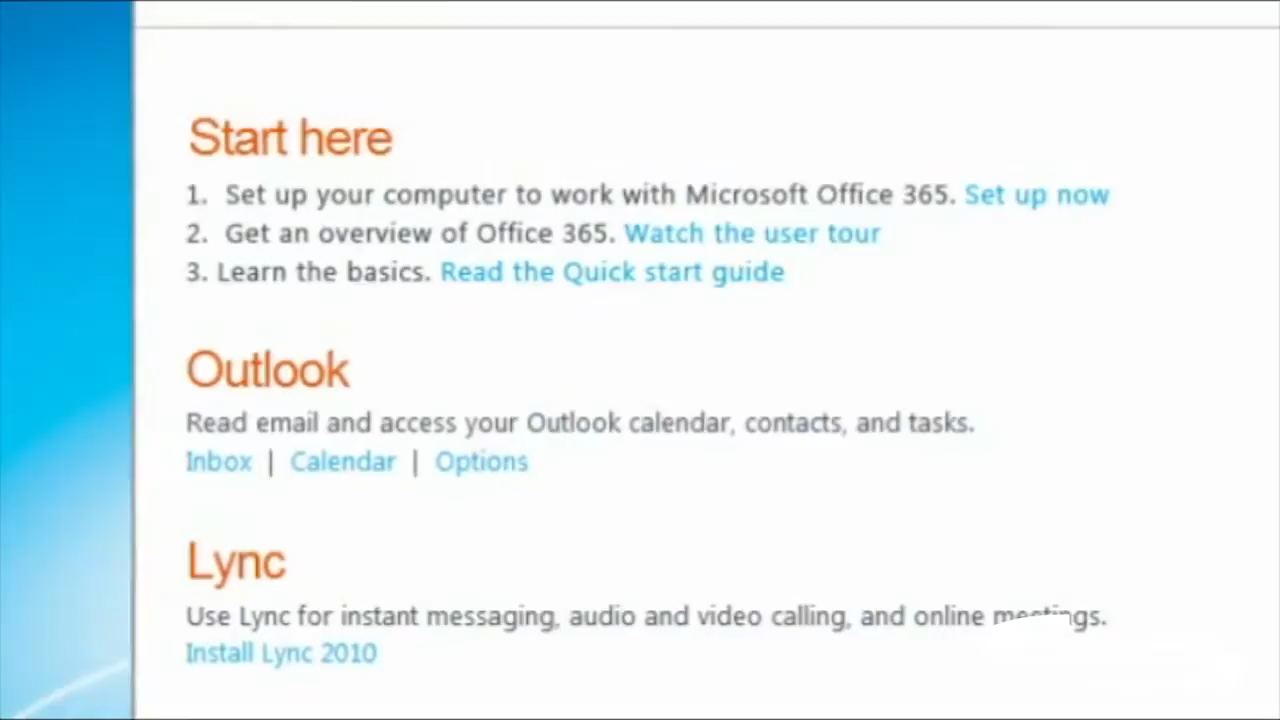 Start here
1. Set up your computer to work with Microsoft Office 365. Set up now
2. Get an overview of Office 365. Watch the user tour
3. Learn the basics. Read the Quick start guide
Outlook
Read email and access your Outlook calendar, contacts, and tasks.
Inbox | Calendar | Options
Lync
Use Lync for instant messaging, audio and video calling, and online meetings.
Install Lync 2010